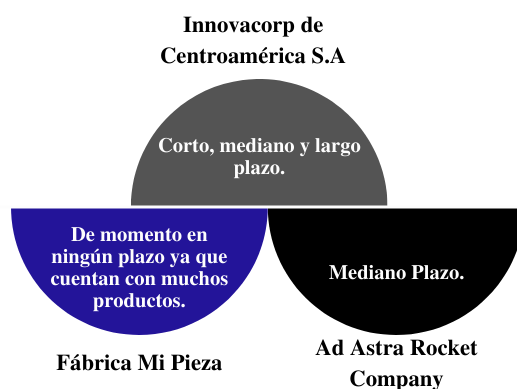 Innovacorp de
Centroamérica S.A
Corto, mediano y largo
plazo.
De momento en
ningún plazo ya que
cuentan con muchos
productos.
Mediano Plazo.
Fábrica Mi Pieza
Ad Astra Rocket
Company